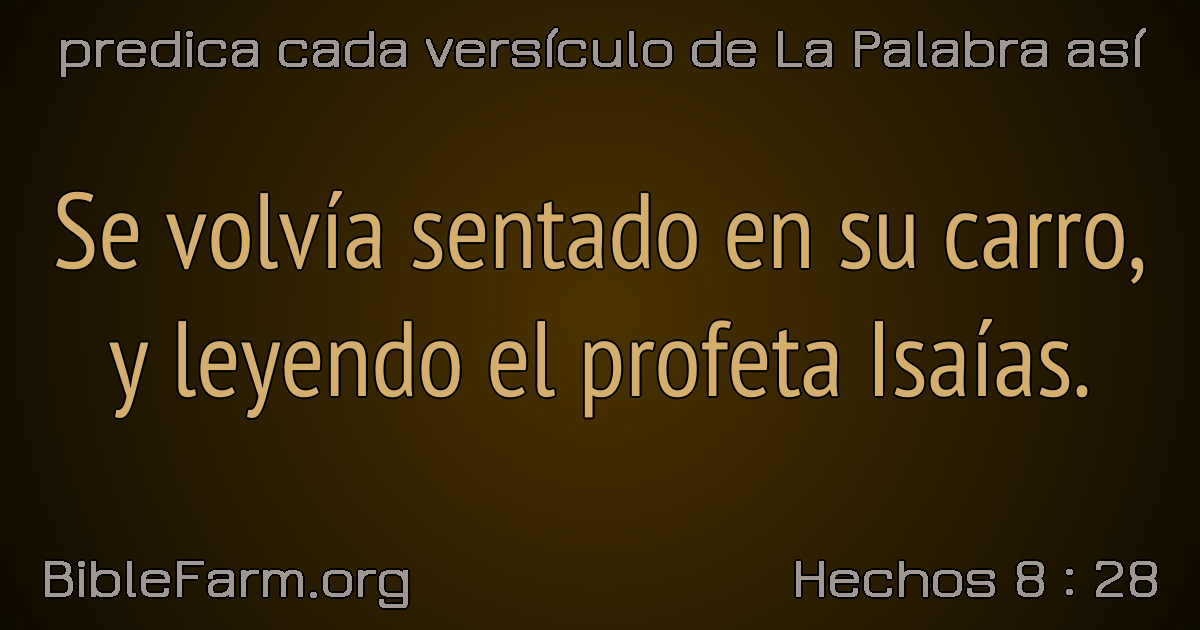 predica cada versículo de La Palabra así
Se volvía sentado en su carro,
y leyendo el profeta Isaías.
BibleFarm.org
Hechos 8 : 28